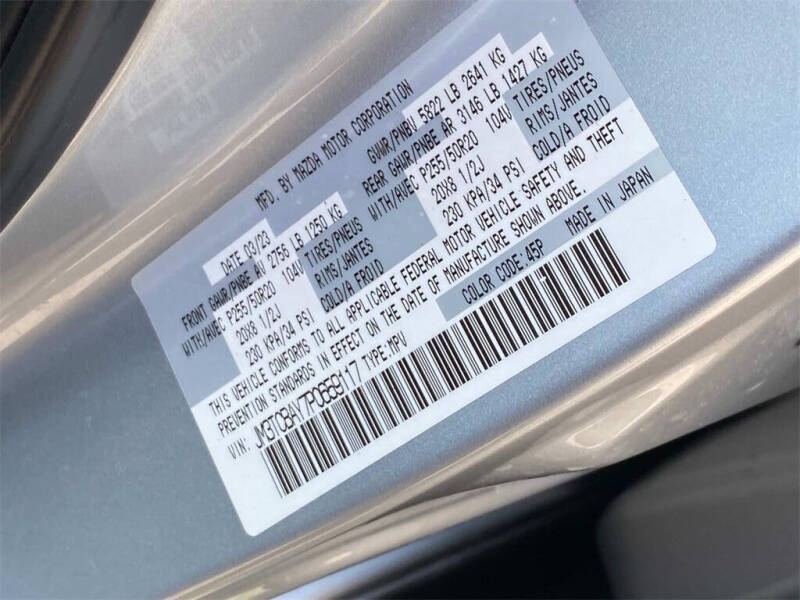 MFD. BY MAZDA MOTOR CORPORATION
DATE 03/23
GVWR/PNBV 5822 LB 2641 KG
FRONT GAWR/PNBE AV 2756 LB 1250 KG
REAR GAWR/PNBE AR 3146 LB 1427 KG
WITH/AVEC P255/50R20 104V TIRES/PNEUS
WITH/AVEC P255/50R20 104V TIRES/PNEUS
20X8 1/2J RIMS/JANTES
20X8 1/2J RIMS/JANTES
230 KPA/34 PSI COLD/A FROID
230 KPA/34 PSI COLD/A FROID
THIS VEHICLE CONFORMS TO ALL APPLICABLE FEDERAL MOTOR VEHICLE SAFETY AND THEFT
PREVENTION STANDARDS IN EFFECT ON THE DATE OF MANUFACTURE SHOWN ABOVE.
VIN: TYPE:MPV
COLOR CODE:45P MADE IN JAPAN